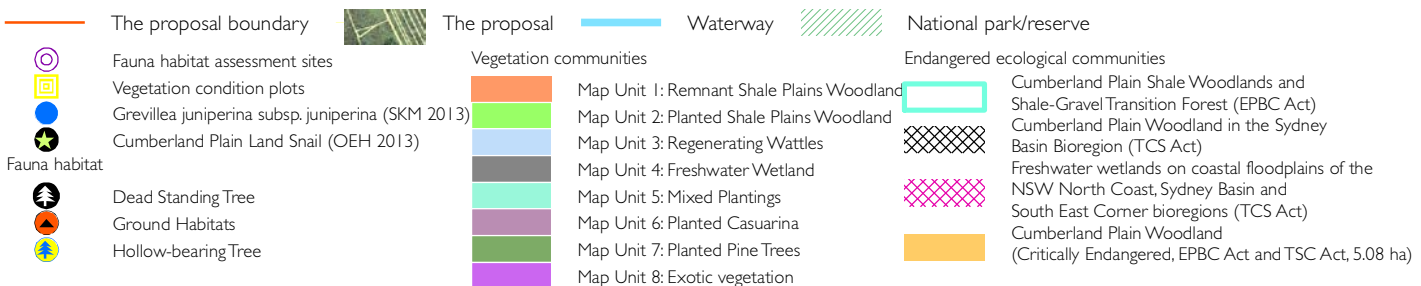 The proposal boundary
The proposal
Waterway
National park/reserve
Fauna habitat assessment sites
Vegetation condition plots
Grevillea juniperina subsp. juniperina (SKM 2013)
Cumberland Plain Land Snail (OEH 2013)
Fauna habitat
Dead Standing Tree
Ground Habitats
Hollow-bearing Tree
Vegetation communities
Map Unit 1: Remnant Shale Plains Woodland
Map Unit 2: Planted Shale Plains Woodland
Map Unit 3: Regenerating Wattles
Map Unit 4: Freshwater Wetland
Map Unit 5: Mixed Plantings
Map Unit 6: Planted Casuarina
Map Unit 7: Planted Pine Trees
Map Unit 8: Exotic vegetation
Endangered ecological communities
Cumberland Plain Shale Woodlands and
Shale-Gravel Transition Forest (EPBC Act)
Cumberland Plain Woodland in the Sydney
Basin Bioregion (TCS Act)
Freshwater wetlands on coastal floodplains of the
NSW North Coast, Sydney Basin and
South East Corner bioregions (TCS Act)
Cumberland Plain Woodland
(Critically Endangered, EPBC Act and TSC Act, 5.08 ha)